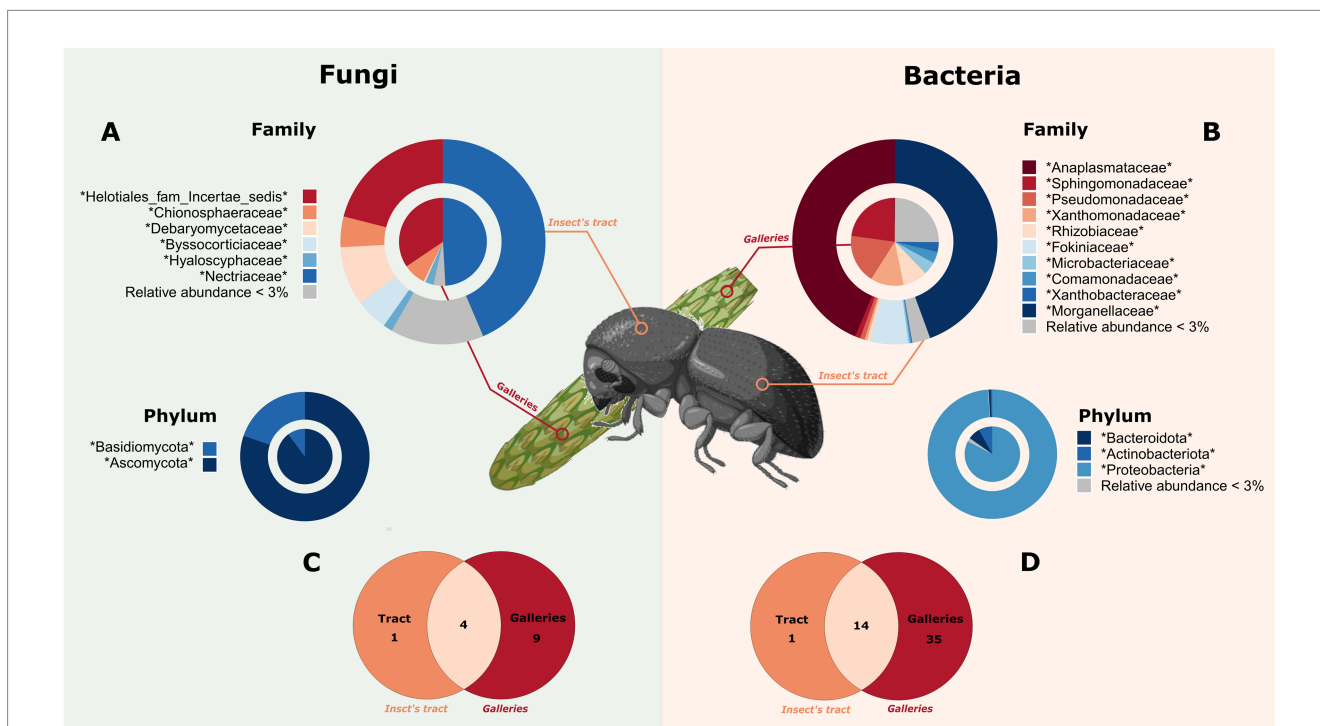 Fungi
Bacteria
A
Family
*Helotiales_fam_Incertae_sedis*
*Chionosphaeraceae*
*Debaryomycetaceae*
*Byssocorticiaceae*
*Hyaloscyphaceae*
*Nectriaceae*
Relative abundance < 3%
Insect's tract
Galleries
Family
B
*Anaplasmataceae*
*Sphingomonadaceae*
*Pseudomonadaceae*
*Xanthomonadaceae*
*Rhizobiaceae*
*Fokiniaceae*
*Microbacteriaceae*
*Comamonadaceae*
*Xanthobacteraceae*
*Morganellaceae*
Relative abundance < 3%
Galleries
Insect's tract
Phylum
*Basidiomycota*
*Ascomycota*
Phylum
*Bacteroidota*
*Actinobacteriota*
*Proteobacteria*
Relative abundance < 3%
C
Tract
1
4
Galleries
9
Insct's tract
Galleries
D
Tract
1
14
Galleries
35
Insect's tract
Galleries